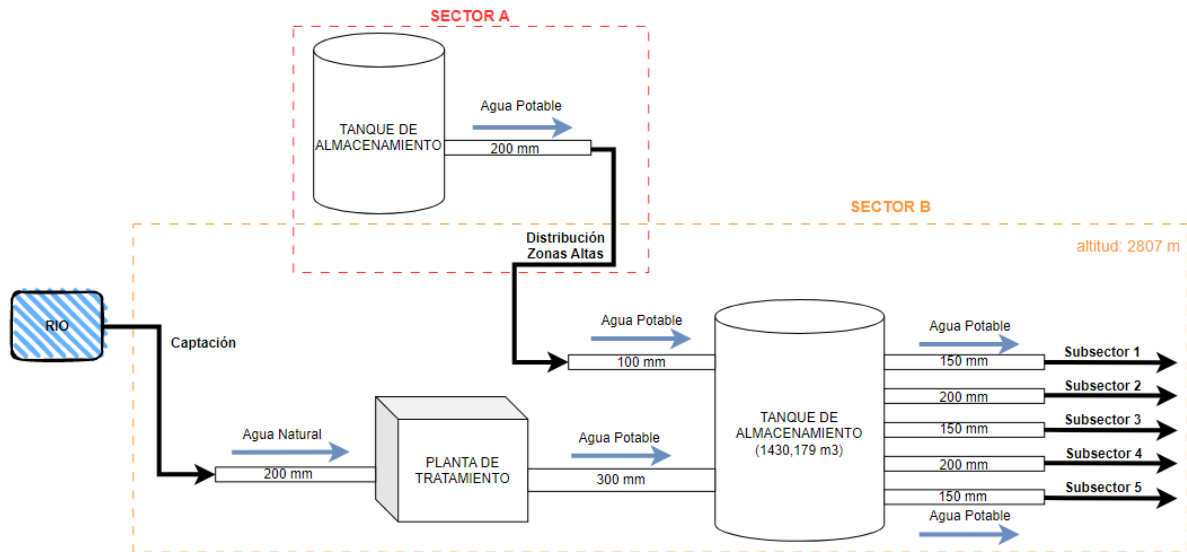 SECTOR A
Agua Potable
TANQUE DE
ALMACENAMIENTO
200 mm
SECTOR B
Distribución
Zonas Altas
altitud: 2807 m
RIO
Captación
Agua Potable
100 mm
Agua Potable
150 mm
Subsector 1
200 mm
Subsector 2
TANQUE DE
ALMACENAMIENTO
(1430,179 m3)
150 mm
Subsector 3
200 mm
Subsector 4
150 mm
Subsector 5
Agua Potable
Agua Natural
200 mm
PLANTA DE
TRATAMIENTO
Agua Potable
300 mm